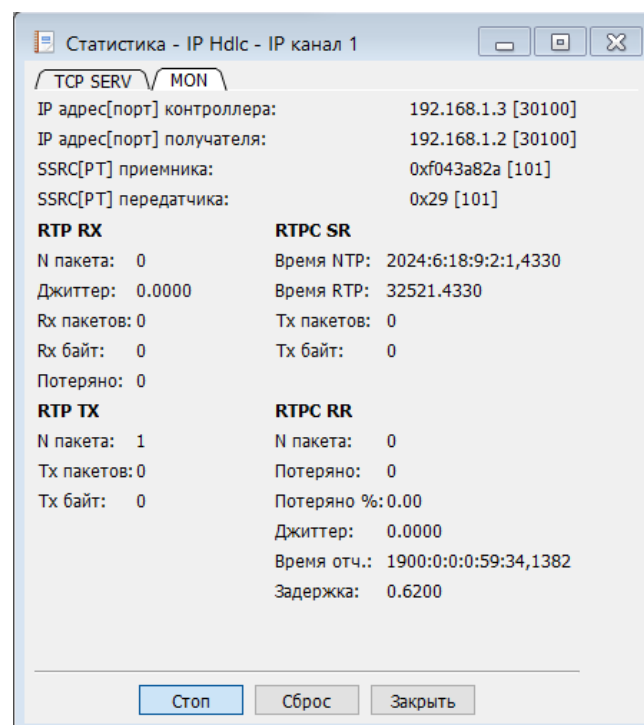 Статистика - IP Hdlc - IP канал 1
TCP SERV MON
IP адрес[порт] контроллера: 192.168.1.3 [30100]
IP адрес[порт] получателя: 192.168.1.2 [30100]
SSRC[PT] приемника: 0xf043a82a [101]
SSRC[PT] передатчика: 0x29 [101]
RTP RX RTPC SR
N пакета: 0 Время NTP: 2024:6:18:9:2:1,4330
Джиттер: 0.0000 Время RTP: 32521.4330
Rx пакетов: 0 Tx пакетов: 0
Rx байт: 0 Tx байт: 0
Потеряно: 0
RTP TX RTPC RR
N пакета: 1 N пакета: 0
Tx пакетов: 0 Потеряно: 0
Tx байт: 0 Потеряно %: 0.00
Джиттер: 0.0000
Время отч.: 1900:0:0:0:59:34,1382
Задержка: 0.6200
Стоп Сброс Закрыть